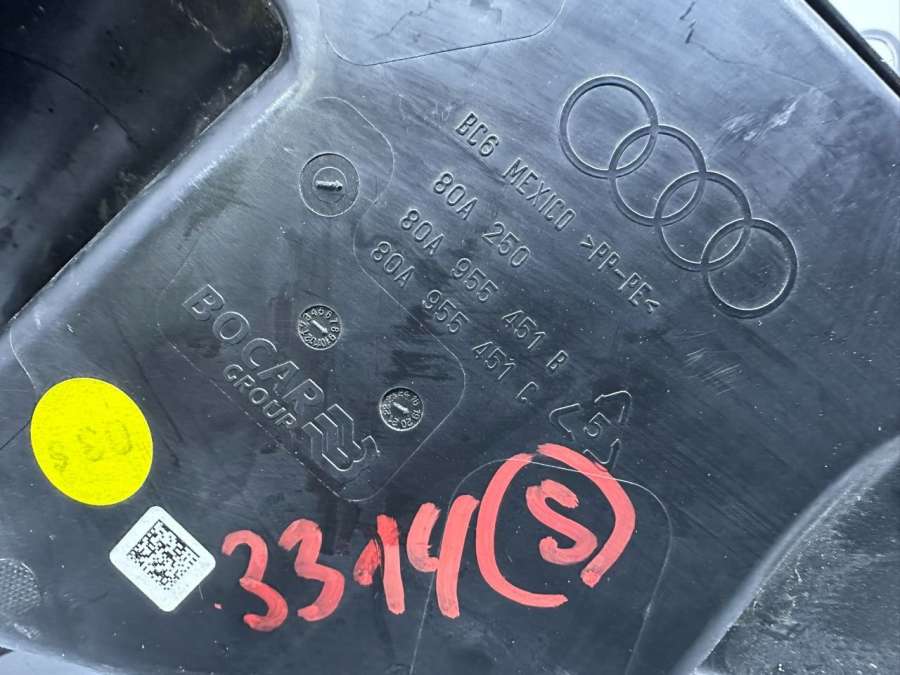 BC6 MEXICO >PP-PE<
80A 250
80A 955 451 B
80A 955 451 C
BOCAR
GROUP
5
3314 (S)